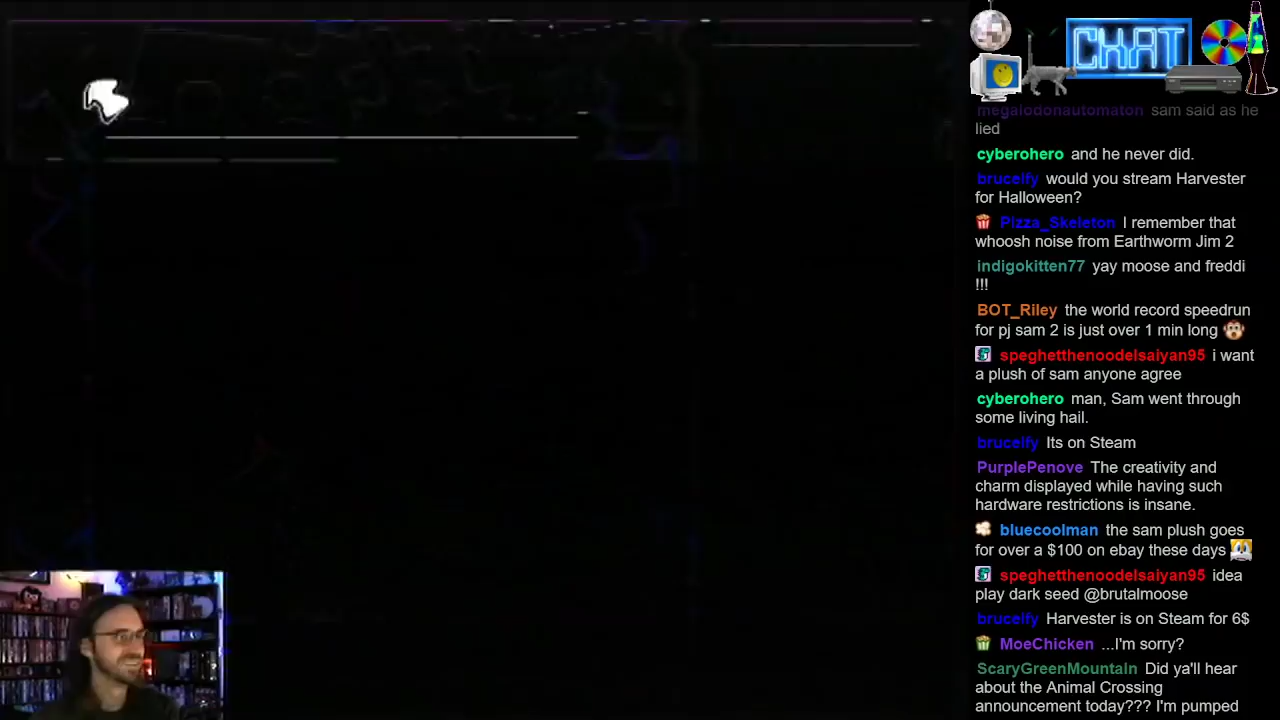 CHAT
megalodonautomaton sam said as he
lied
cyberohero and he never did.
brucelfy would you stream Harvester
for Halloween?
Pizza_Skeleton I remember that
whoosh noise from Earthworm Jim 2
indigokitten77 yay moose and freddi
!!!
BOT_Riley the world record speedrun
for pj sam 2 is just over 1 min long
speghetthenoodelsaiyan95 i want
a plush of sam anyone agree
cyberohero man, Sam went through
some living hail.
brucelfy Its on Steam
PurplePenove The creativity and
charm displayed while having such
hardware restrictions is insane.
bluecoolman the sam plush goes
for over a $100 on ebay these days
speghetthenoodelsaiyan95 idea
play dark seed @brutalmoose
brucelfy Harvester is on Steam for 6$
MoeChicken ...I'm sorry?
ScaryGreenMountain Did ya'll hear
about the Animal Crossing
announcement today??? I'm pumped